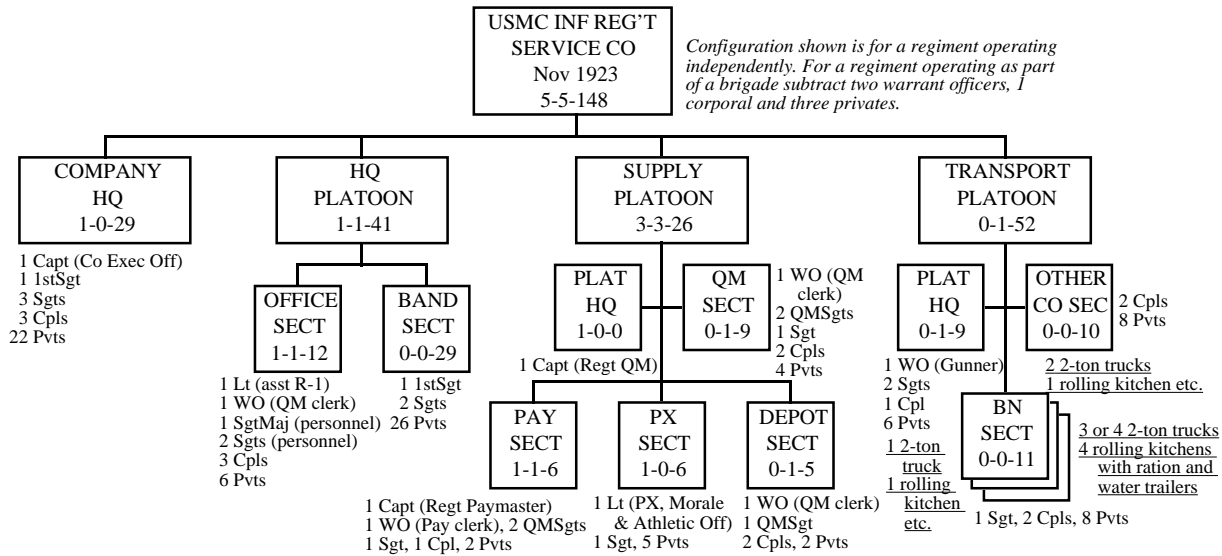 USMC INF REG'T
SERVICE CO
Nov 1923
5-5-148
Configuration shown is for a regiment operating
independently. For a regiment operating as part
of a brigade subtract two warrant officers, 1
corporal and three privates.
COMPANY
HQ
1-0-29
1 Capt (Co Exec Off)
1 1stSgt
3 Sgts
3 Cpls
22 Pvts
HQ
PLATOON
1-1-41
OFFICE
SECT
1-1-12
1 Lt (asst R-1)
1 WO (QM clerk)
1 SgtMaj (personnel)
2 Sgts (personnel)
3 Cpls
6 Pvts
BAND
SECT
0-0-29
1 1stSgt
2 Sgts
26 Pvts
SUPPLY
PLATOON
3-3-26
PLAT
HQ
1-0-0
1 Capt (Regt QM)
QM
SECT
0-1-9
1 WO (QM
clerk)
2 QMSgts
1 Sgt
2 Cpls
4 Pvts
PAY
SECT
1-1-6
1 Capt (Regt Paymaster)
1 WO (Pay clerk), 2 QMSgts
1 Sgt, 1 Cpl, 2 Pvts
PX
SECT
1-0-6
1 Lt (PX, Morale
& Athletic Off)
1 Sgt, 5 Pvts
DEPOT
SECT
0-1-5
1 WO (QM clerk)
1 QMSgt
2 Cpls, 2 Pvts
TRANSPORT
PLATOON
0-1-52
PLAT
HQ
0-1-9
1 WO (Gunner)
2 Sgts
1 Cpl
6 Pvts
1 2-ton
truck
1 rolling
kitchen
etc.
OTHER
CO SEC
0-0-10
2 Cpls
8 Pvts
2 2-ton trucks
1 rolling kitchen etc.
BN
SECT
0-0-11
3 or 4 2-ton trucks
4 rolling kitchens
with ration and
water trailers
1 Sgt, 2 Cpls, 8 Pvts